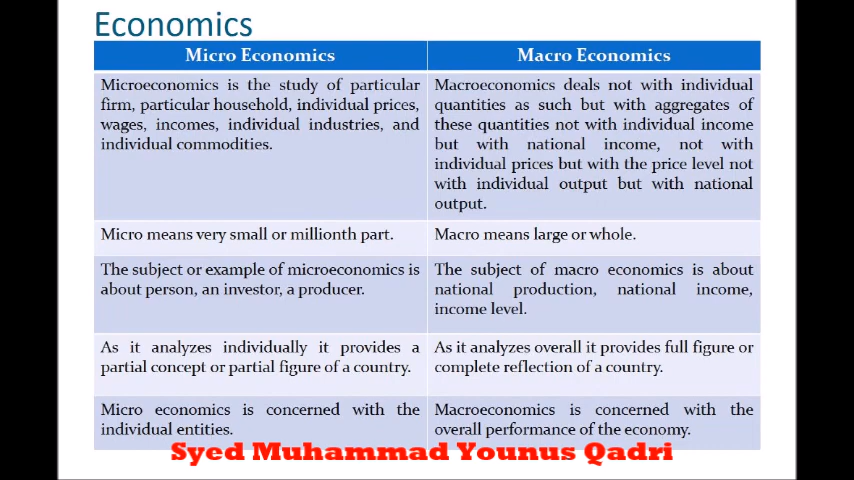 Economics
Micro Economics
Macro Economics
Microeconomics is the study of particular
firm, particular household, individual prices,
wages, incomes, individual industries, and
individual commodities.
Macroeconomics deals not with individual
quantities as such but with aggregates of
these quantities not with individual income
but with national income, not with
individual prices but with the price level not
with individual output but with national
output.
Micro means very small or millionth part.
Macro means large or whole.
The subject or example of microeconomics is
about person, an investor, a producer.
The subject of macro economics is about
national production, national income,
income level.
As it analyzes individually it provides a
partial concept or partial figure of a country.
As it analyzes overall it provides full figure or
complete reflection of a country.
Micro economics is concerned with the
individual entities.
Macroeconomics is concerned with the
overall performance of the economy.
Syed Muhammad Younus Qadri